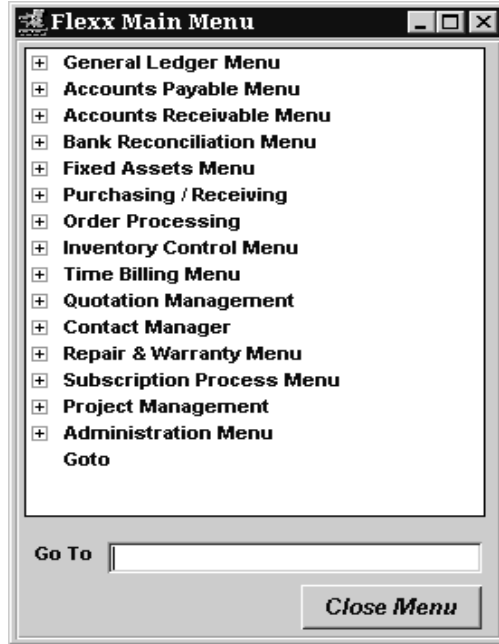 Flexx Main Menu
General Ledger Menu
Accounts Payable Menu
Accounts Receivable Menu
Bank Reconciliation Menu
Fixed Assets Menu
Purchasing / Receiving
Order Processing
Inventory Control Menu
Time Billing Menu
Quotation Management
Contact Manager
Repair & Warranty Menu
Subscription Process Menu
Project Management
Administration Menu
Goto
Go To
Close Menu